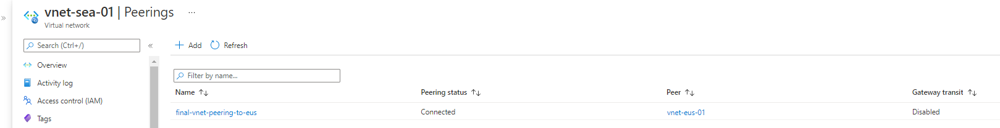 vnet-sea-01 | Peerings ...
Virtual network
Search (Ctrl+/)
Overview
Activity log
Access control (IAM)
Tags
Add Refresh
Filter by name...
Name Peering status Peer Gateway transit
final-vnet-peering-to-eus Connected vnet-eus-01 Disabled